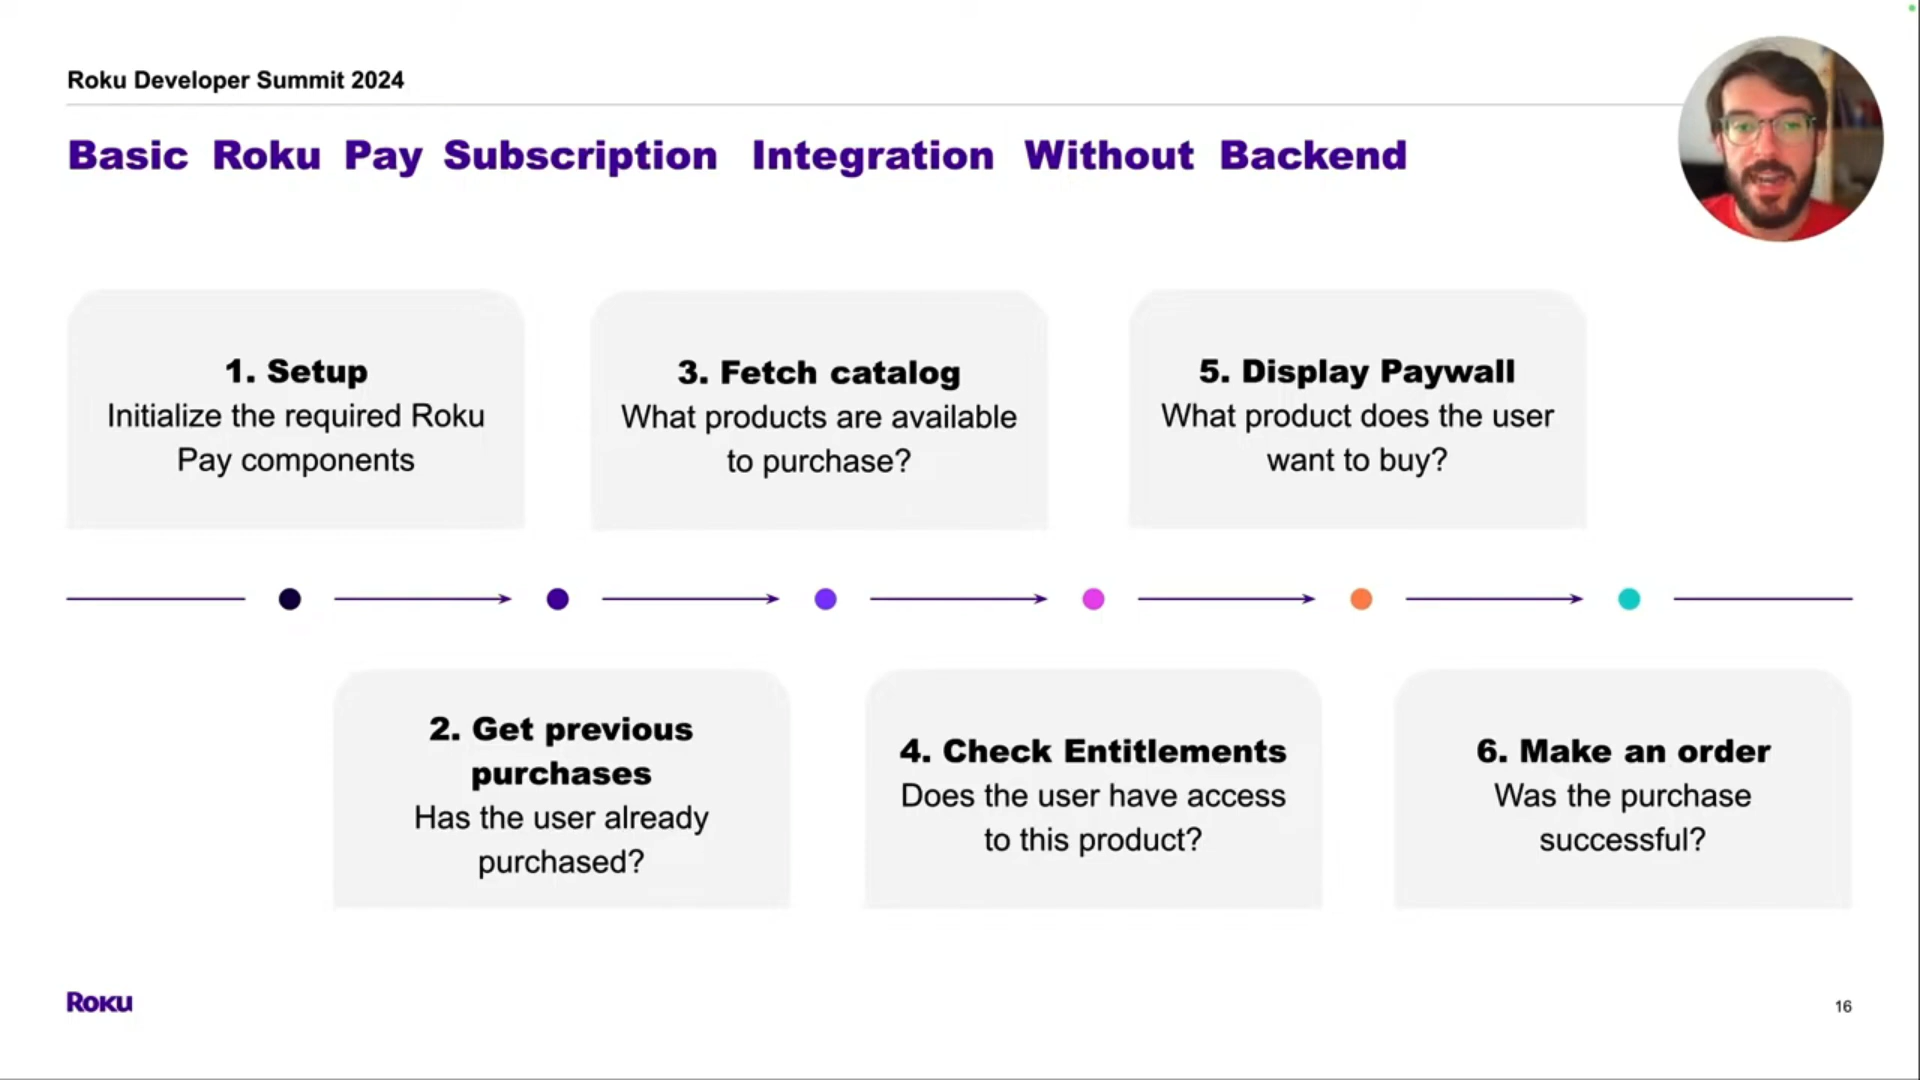 Roku Developer Summit 2024
Basic Roku Pay Subscription Integration Without Backend
1. Setup
Initialize the required Roku
Pay components
2. Get previous
purchases
Has the user already
purchased?
3. Fetch catalog
What products are available
to purchase?
4. Check Entitlements
Does the user have access
to this product?
5. Display Paywall
What product does the user
want to buy?
6. Make an order
Was the purchase
successful?
Roku
16